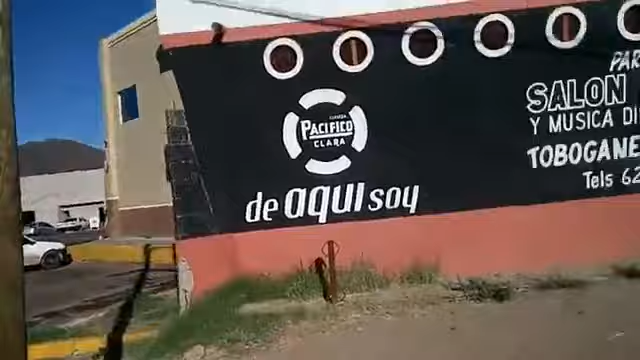 CERVEZA
PACIFICO
CLARA
de AQUI soy
PAR
SALON
Y MUSICA DI
TOBOGANE
Tels 62